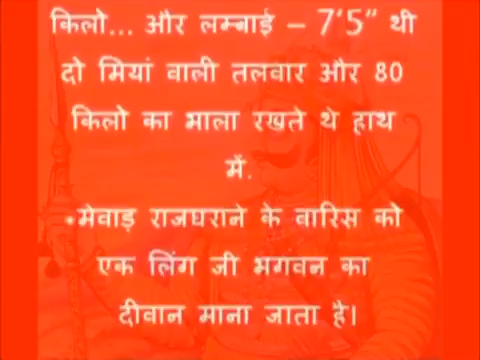 किलो... और लम्बाई – 7'5” थी
दो मियां वाली तलवार और 80
किलो का भाला रखते थे हाथ
में.
•मेवाड़ राजघराने के वारिस को
एक लिंग जी भगवन का
दीवान माना जाता है।